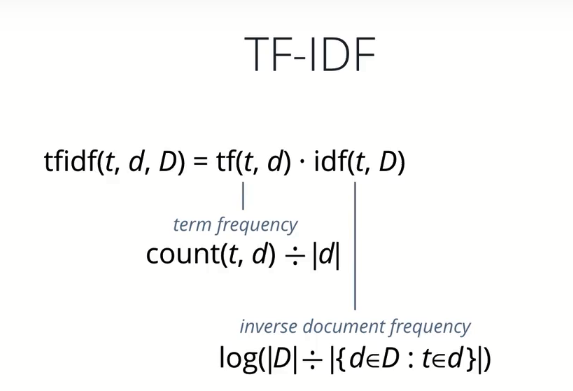 TF-IDF
tfidf(t, d, D) = tf(t, d) · idf(t, D)
term frequency
count(t, d) ÷ |d|
inverse document frequency
log(|D| ÷ |{d∈D : t∈d}|)